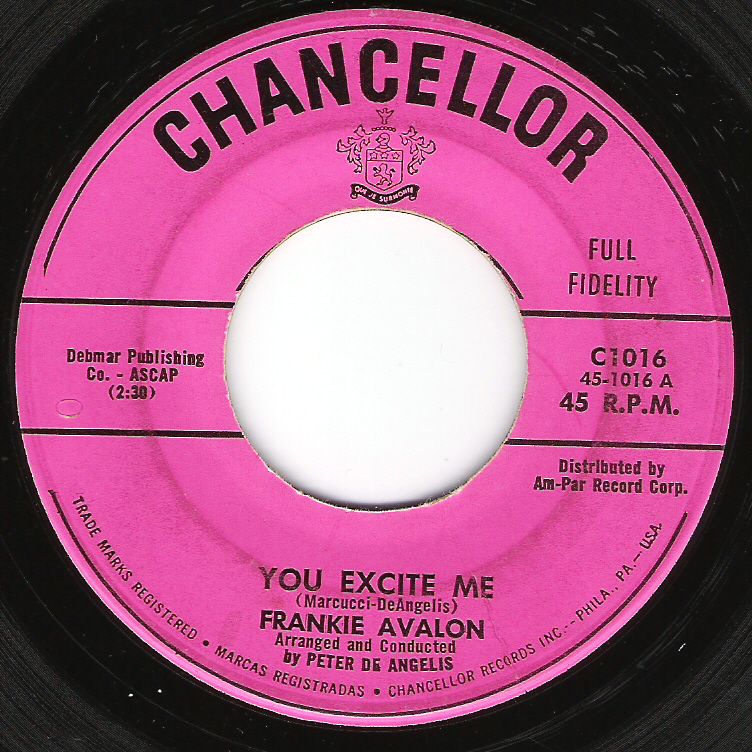 CHANCELLOR
QUE JE SURMONTE
FULL
FIDELITY
Debmar Publishing
Co. - ASCAP
(2:30)
C1016
45-1016 A
45 R.P.M.
Distributed by
Am-Par Record Corp.
YOU EXCITE ME
(Marcucci-DeAngelis)
FRANKIE AVALON
Arranged and Conducted
by PETER DE ANGELIS
TRADE MARKS REGISTERED • MARCAS REGISTRADAS • CHANCELLOR RECORDS INC.--PHILA., PA.--U.S.A.